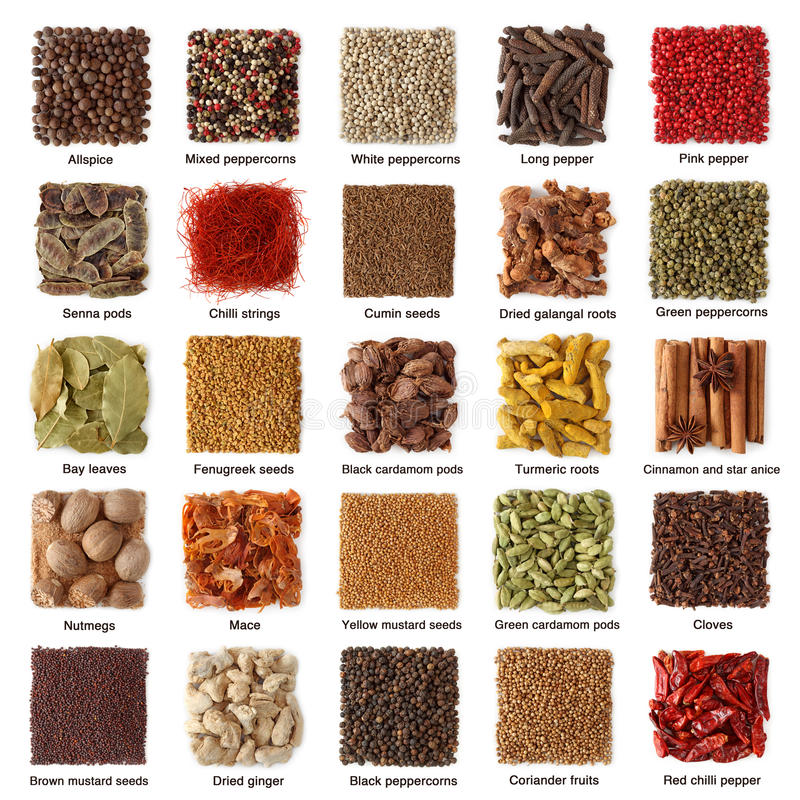 Allspice
Mixed peppercorns
White peppercorns
Long pepper
Pink pepper
Senna pods
Chilli strings
Cumin seeds
Dried galangal roots
Green peppercorns
Bay leaves
Fenugreek seeds
Black cardamom pods
Turmeric roots
Cinnamon and star anice
Nutmegs
Mace
Yellow mustard seeds
Green cardamom pods
Cloves
Brown mustard seeds
Dried ginger
Black peppercorns
Coriander fruits
Red chilli pepper